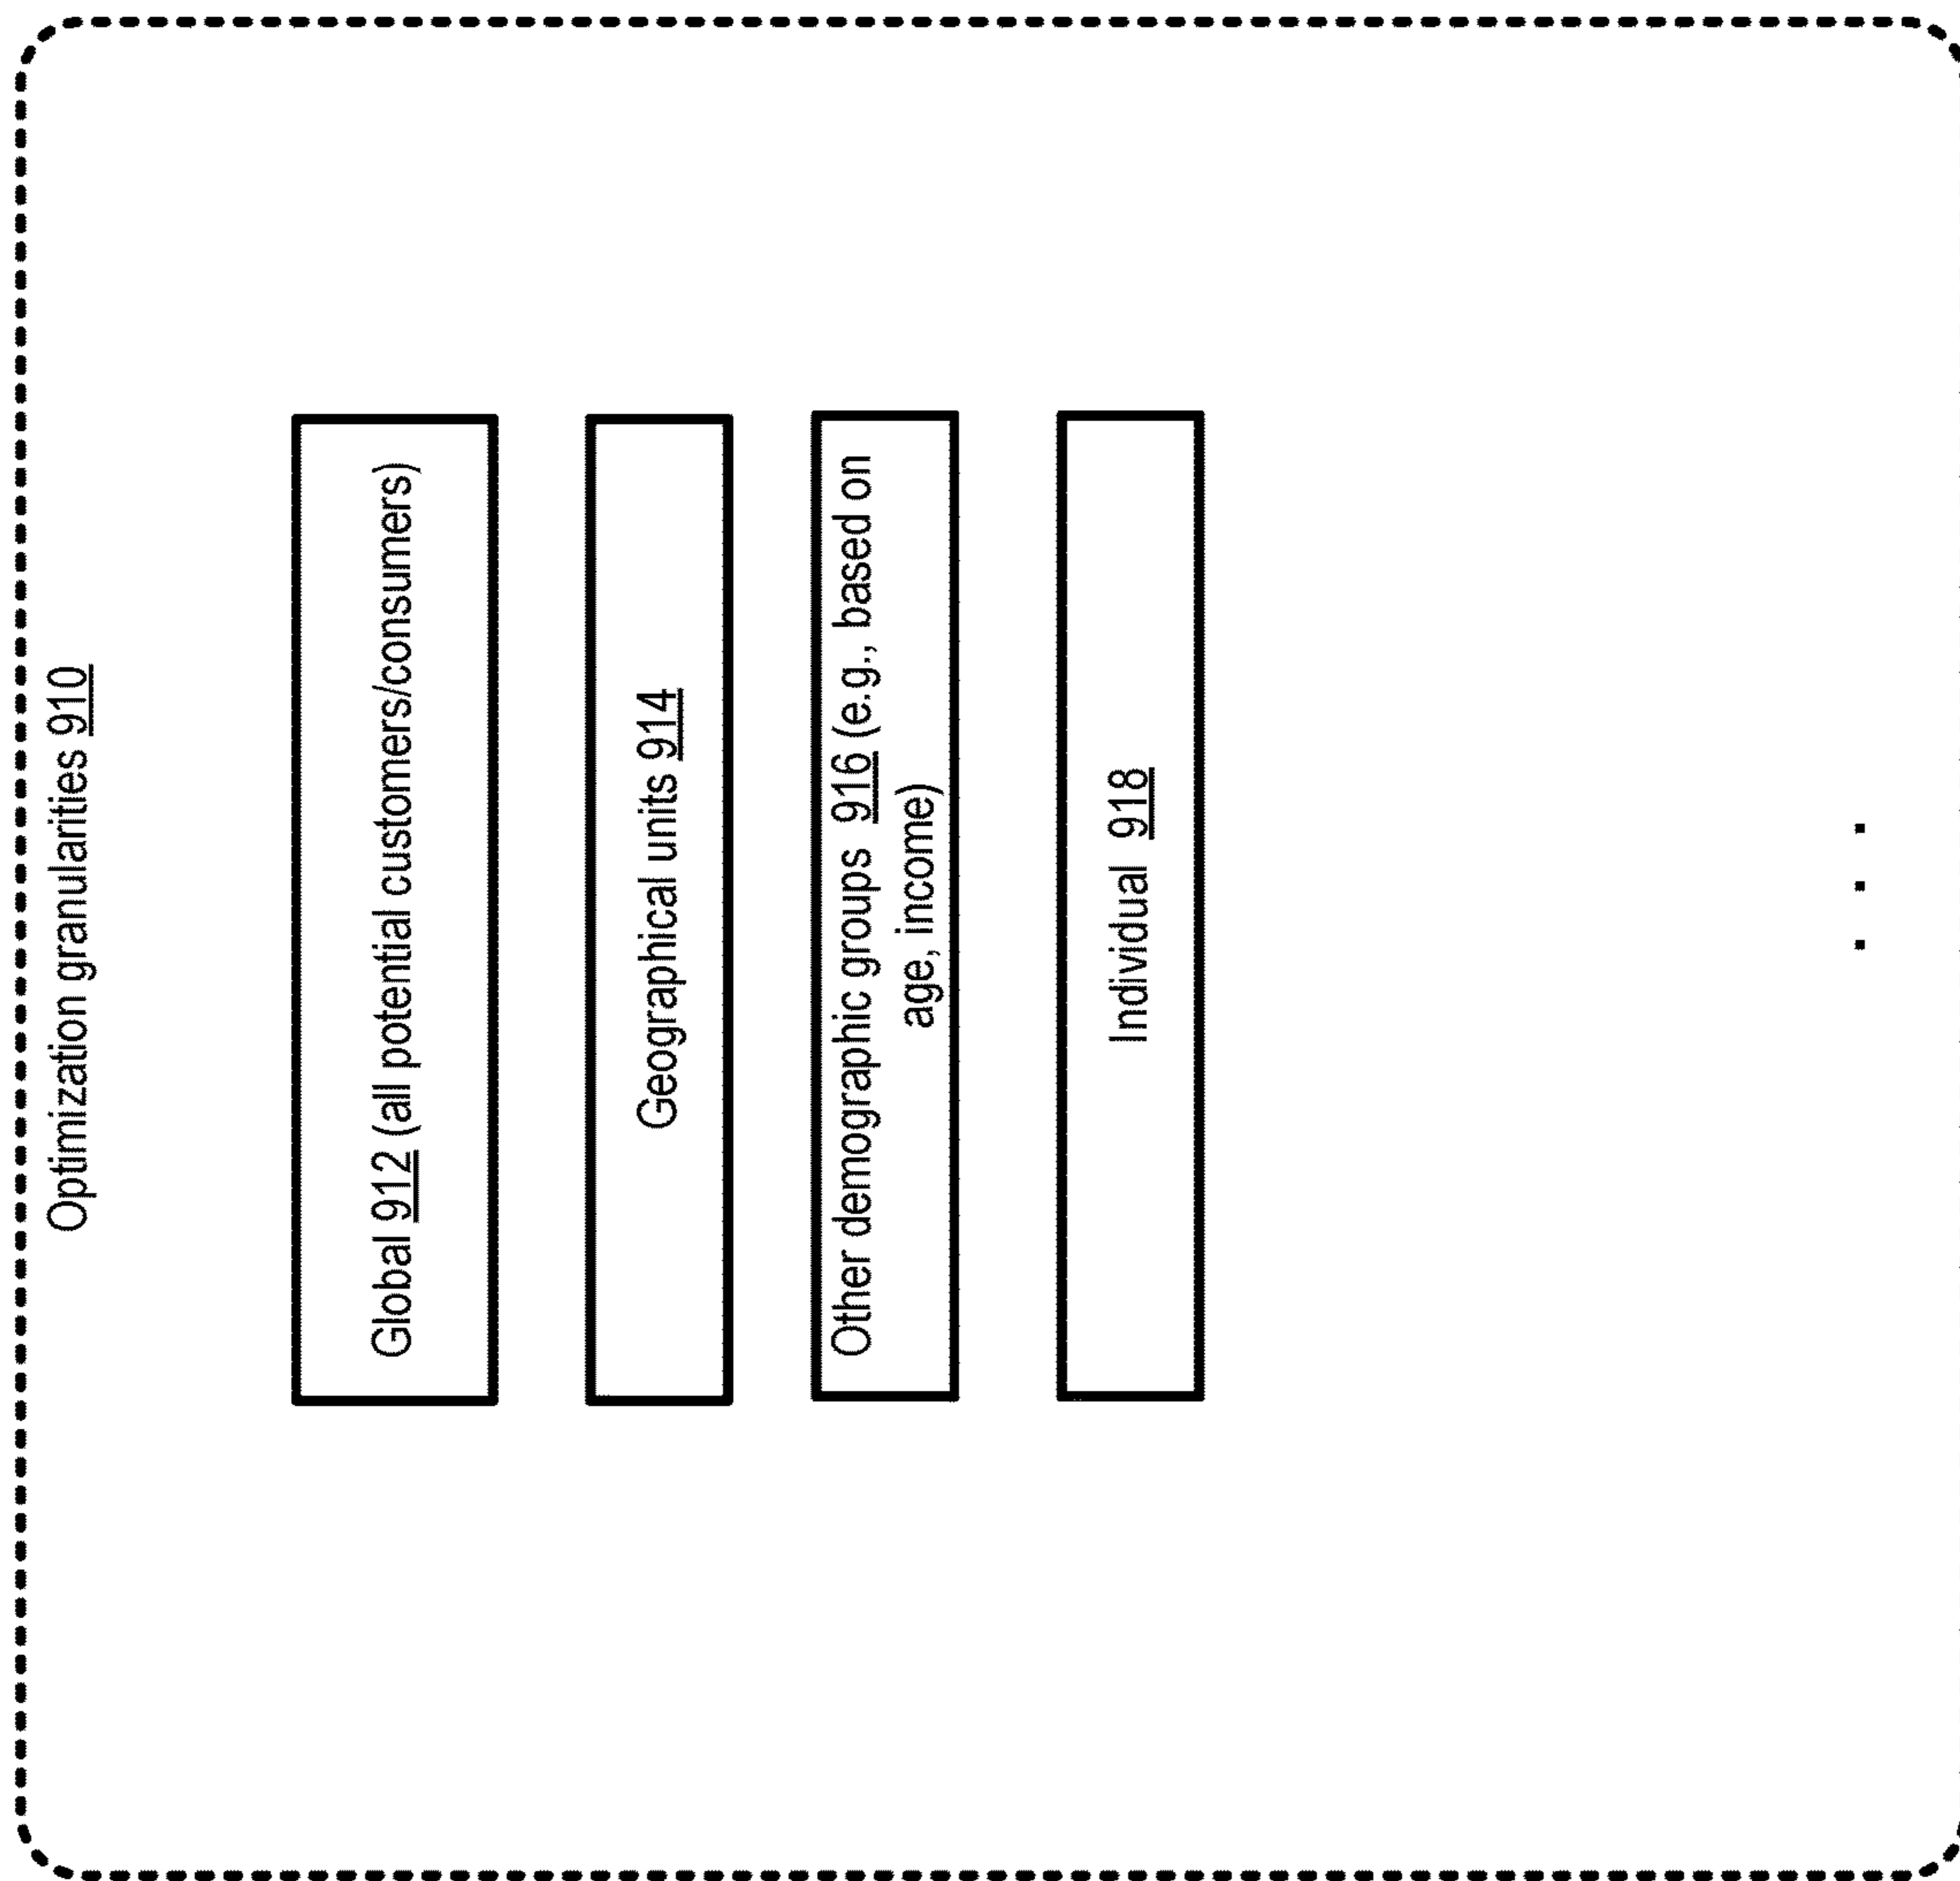 Optimization granularities 910
Global 912 (all potential customers/consumers)
Geographical units 914
Other demographic groups 916 (e.g., based on
age, income)
Individual 918
. . .